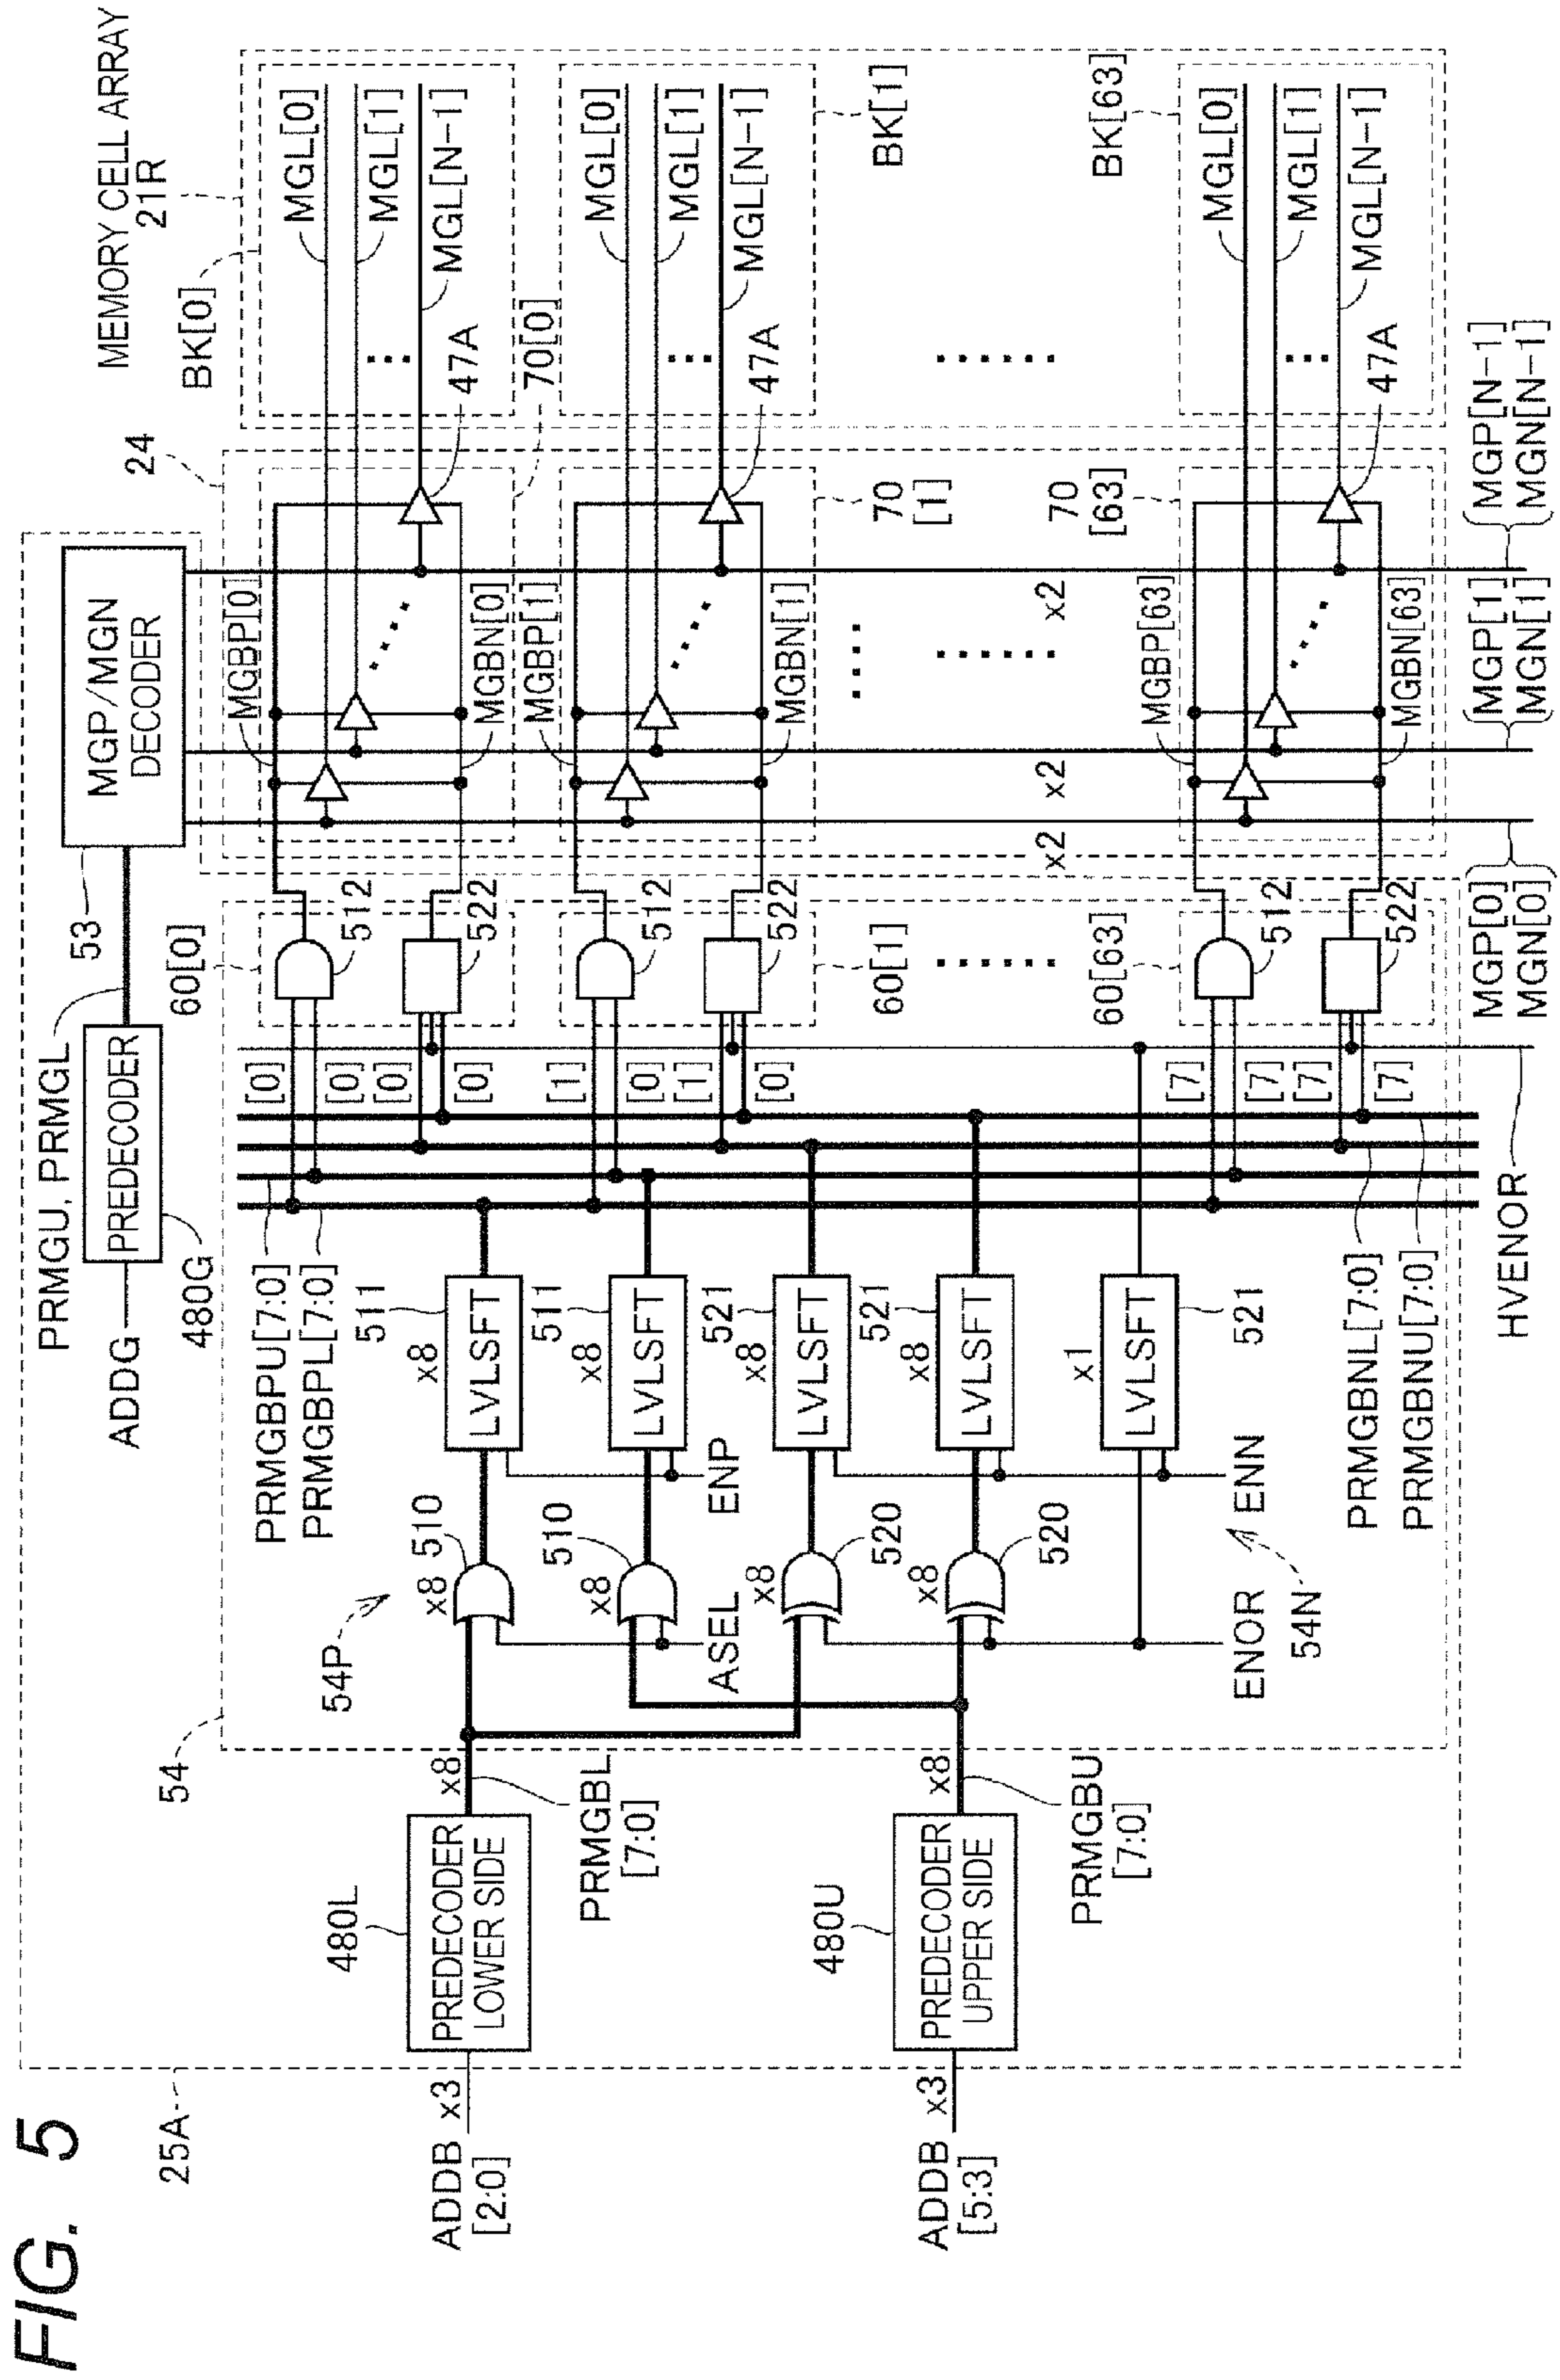 FIG. 5
25A
ADDB
[2:0]
x3
ADDB
[5:3]
x3
480L
PREDECODER
LOWER SIDE
480U
PREDECODER
UPPER SIDE
x8
PRMGBL
[7:0]
x8
PRMGBU
[7:0]
54
54P
ASEL
ENOR
54N
x8
510
x8
510
x8
520
x8
520
ENP
ENN
x8
LVLSFT
511
x8
LVLSFT
511
x8
LVLSFT
521
x8
LVLSFT
521
x1
LVLSFT
521
PRMGBPU[7:0]
PRMGBPL[7:0]
PRMGBNL[7:0]
PRMGBNU[7:0]
HVENOR
ADDG
480G
PREDECODER
PRMGU, PRMGL
53
MGP/MGN
DECODER
[0]
[0]
[0]
[0]
[1]
[0]
[1]
[0]
[7]
[7]
[7]
[7]
60[0]
512
522
60[1]
512
522
60[63]
512
522
24
MGBP[0]
MGBN[0]
MGBP[1]
MGBN[1]
MGBP[63]
MGBN[63]
x2
x2
x2
70[0]
70
[1]
70
[63]
47A
47A
47A
MGP[0]
MGN[0]
MGP[1]
MGN[1]
MGP[N-1]
MGN[N-1]
MEMORY CELL ARRAY
21R
BK[0]
MGL[0]
MGL[1]
MGL[N-1]
BK[1]
MGL[0]
MGL[1]
MGL[N-1]
BK[63]
MGL[0]
MGL[1]
MGL[N-1]